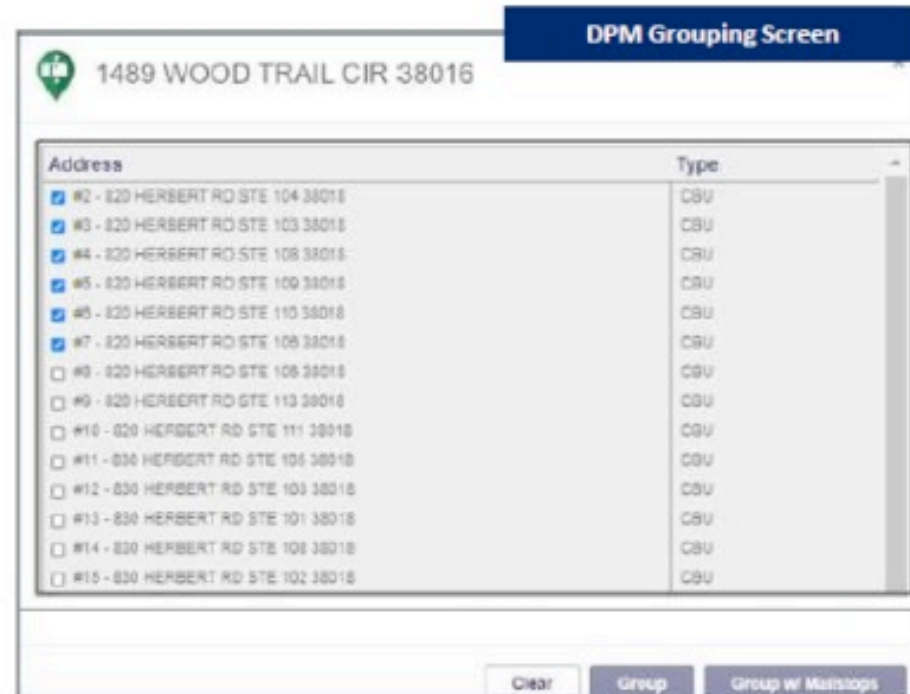 DPM Grouping Screen
1489 WOOD TRAIL CIR 38016
Address Type
#2 - 820 HERBERT RD STE 104 38018 CBU
#3 - 820 HERBERT RD STE 103 38018 CBU
#4 - 820 HERBERT RD STE 108 38018 CBU
#5 - 820 HERBERT RD STE 109 38018 CBU
#6 - 820 HERBERT RD STE 110 38018 CBU
#7 - 820 HERBERT RD STE 106 38018 CBU
#8 - 820 HERBERT RD STE 38018 CBU
#9 - 820 HERBERT RD STE 113 38018 CBU
#10 - 820 HERBERT RD STE 111 38018 CBU
#11 - 830 HERBERT RD STE 38018 CBU
#12 - 830 HERBERT RD STE 103 38018 CBU
#13 - 830 HERBERT RD STE 101 38018 CBU
#14 - 830 HERBERT RD STE 108 38018 CBU
#15 - 830 HERBERT RD STE 102 38018 CBU
Clear Group Group w/ Mailstops